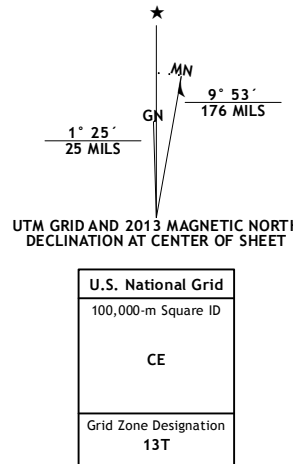 ★
MN
GN
9° 53´
176 MILS
1° 25´
25 MILS
UTM GRID AND 2013 MAGNETIC NORTH
DECLINATION AT CENTER OF SHEET
U.S. National Grid
100,000-m Square ID
CE
Grid Zone Designation
13T